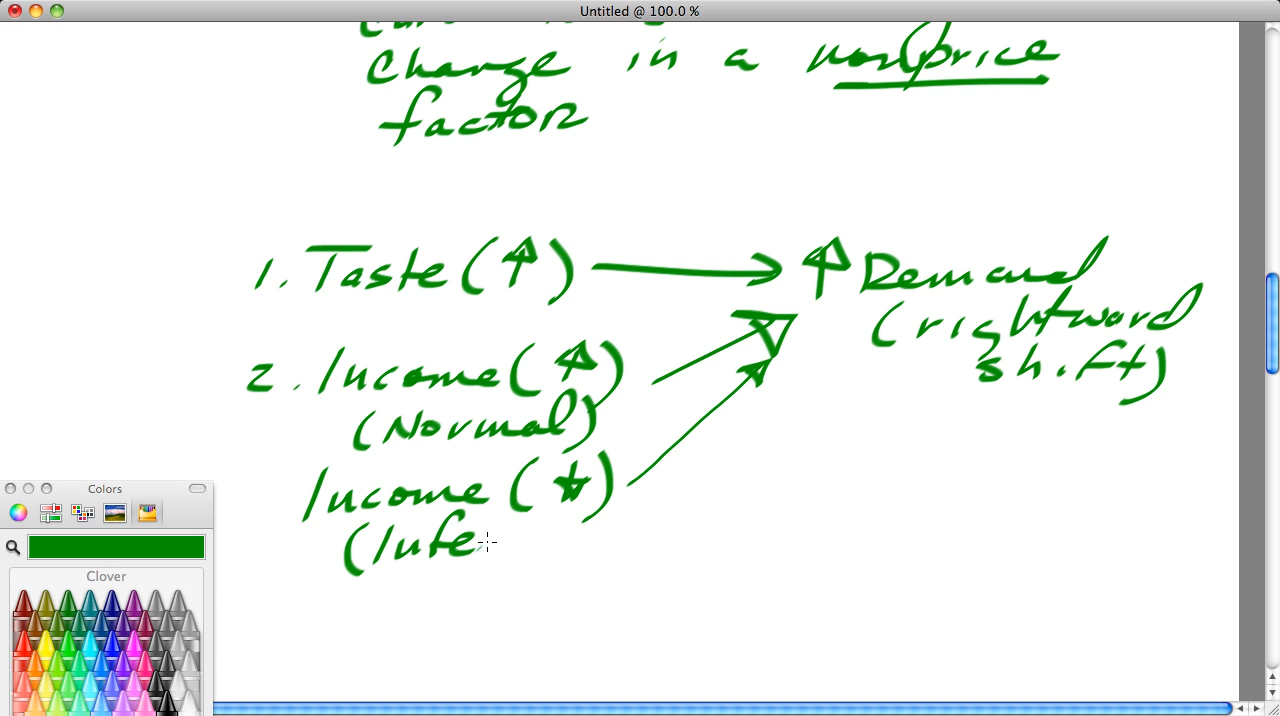 Untitled @ 100.0 %
change in a nonprice
factor
1. Taste (↑) → ↑ Demand
(rightward
shift)
2. Income (↑)
(Normal)
Income (↓)
(Infe
Colors
Clover